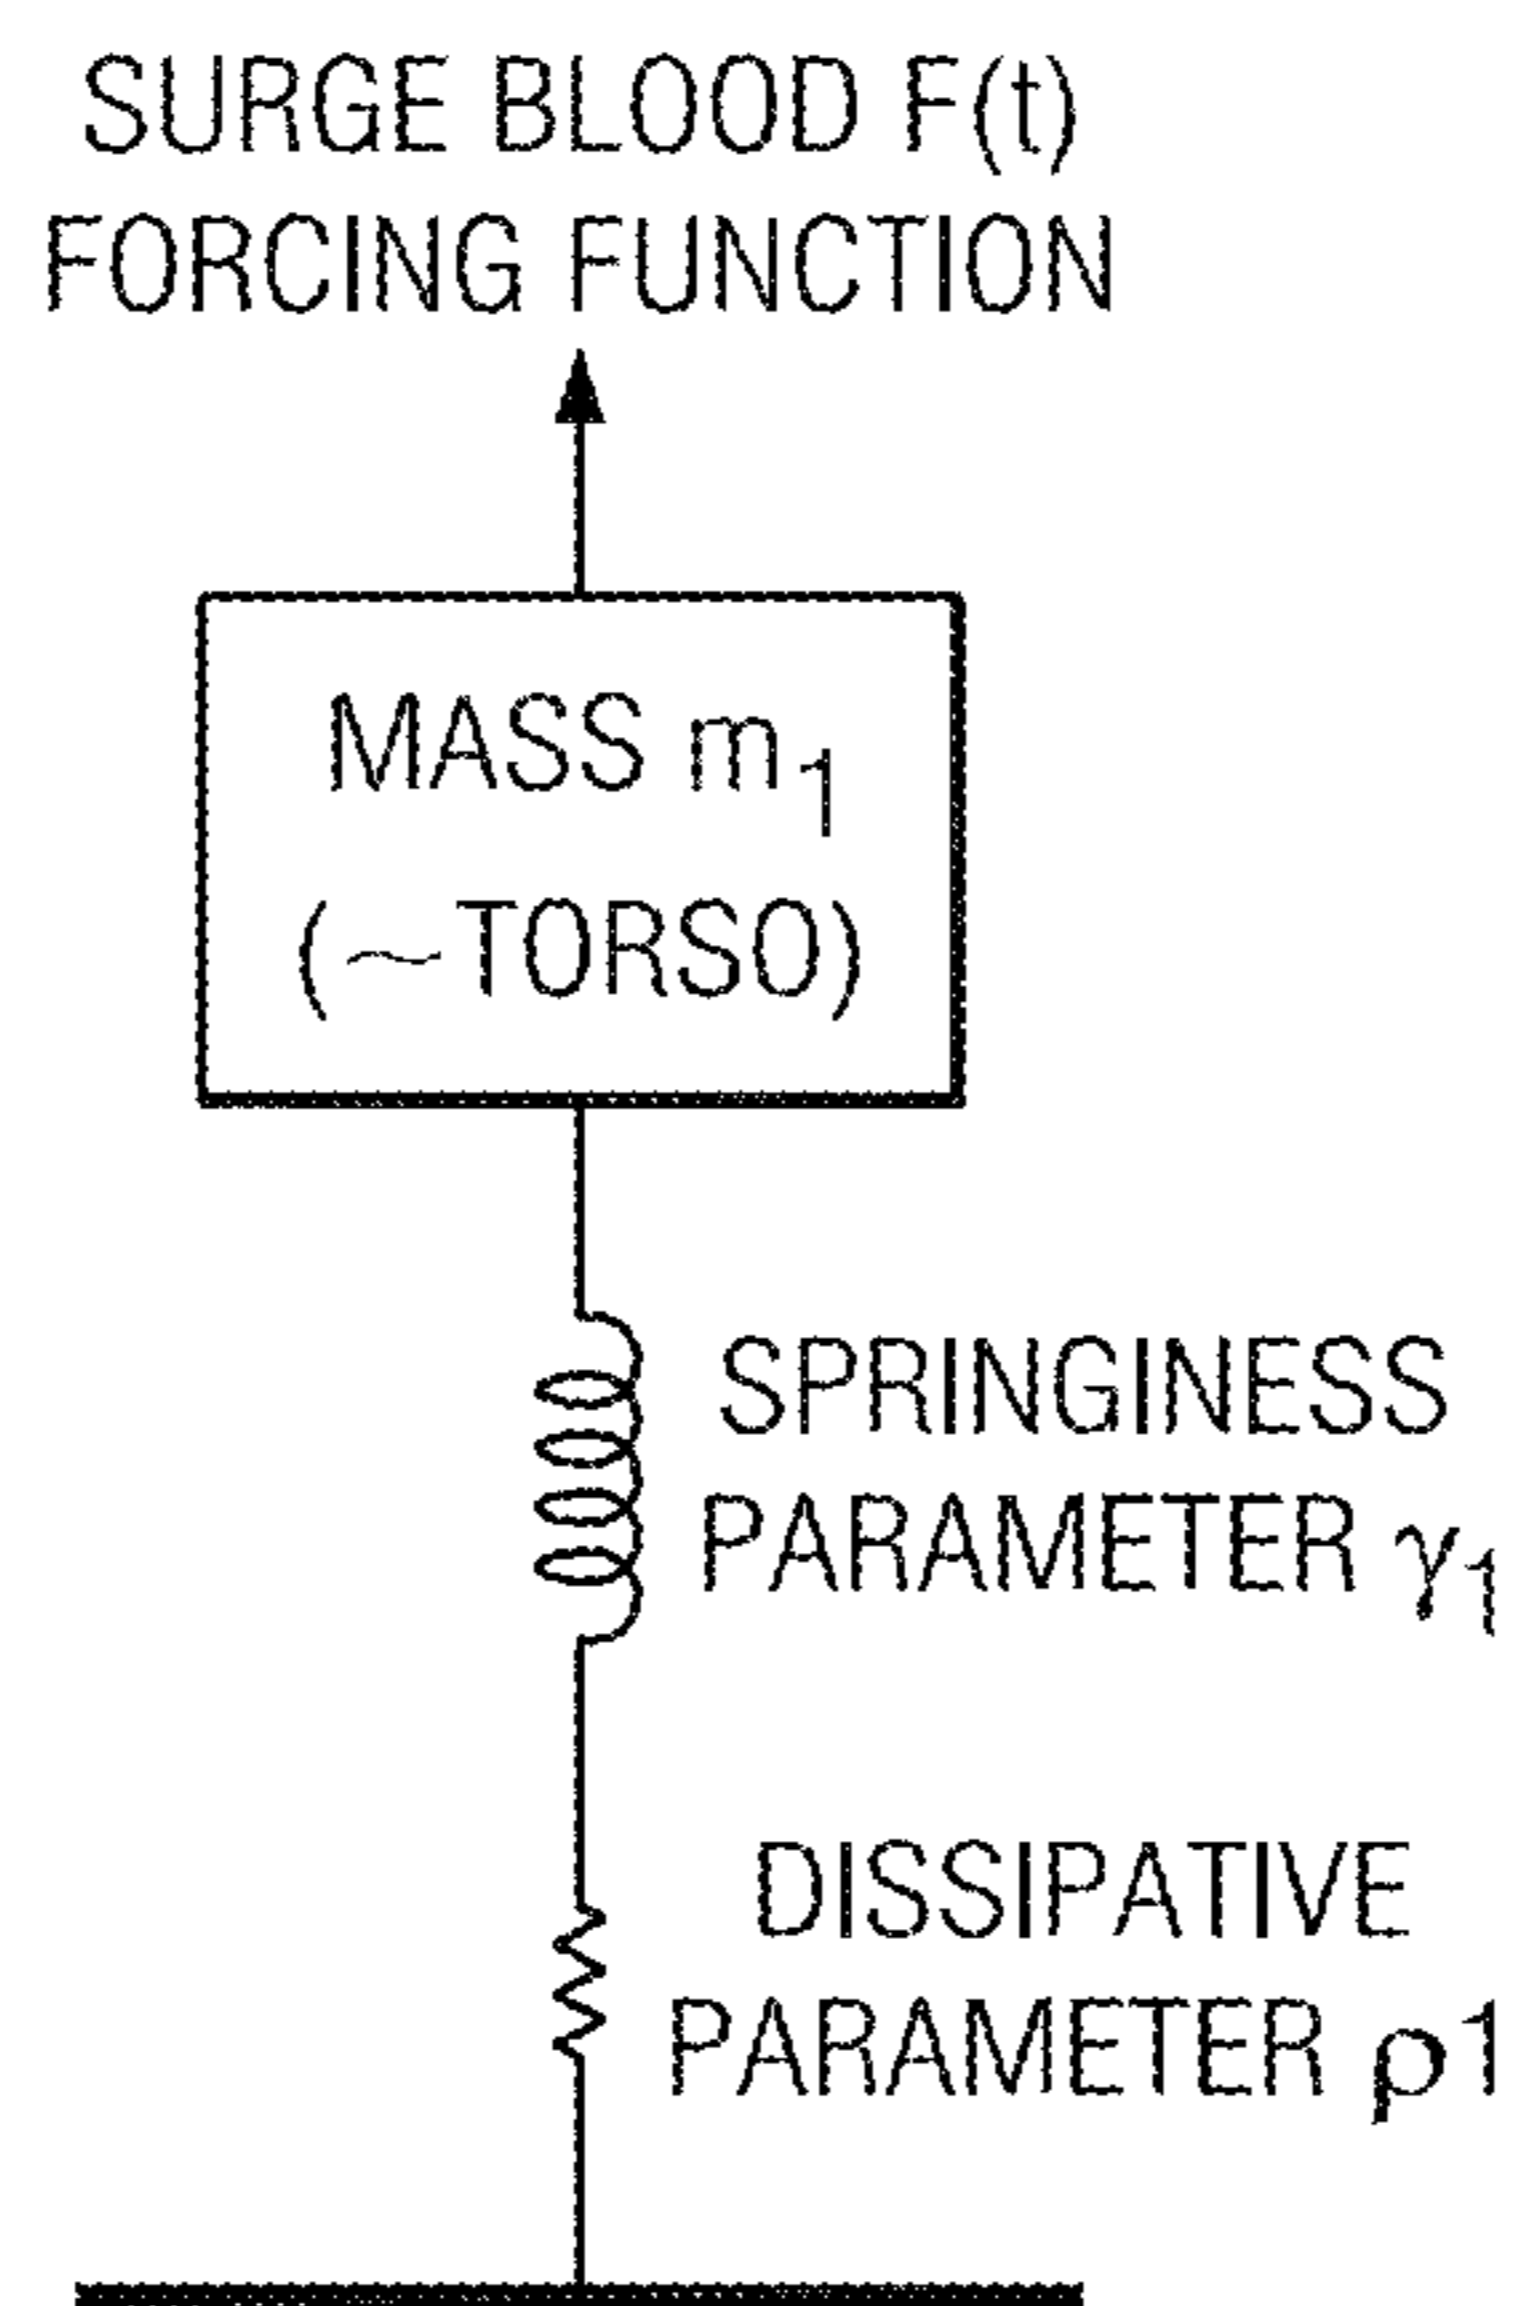 SURGE BLOOD F(t)
FORCING FUNCTION
MASS m₁
(~TORSO)
SPRINGINESS
PARAMETER γ₁
DISSIPATIVE
PARAMETER ρ1